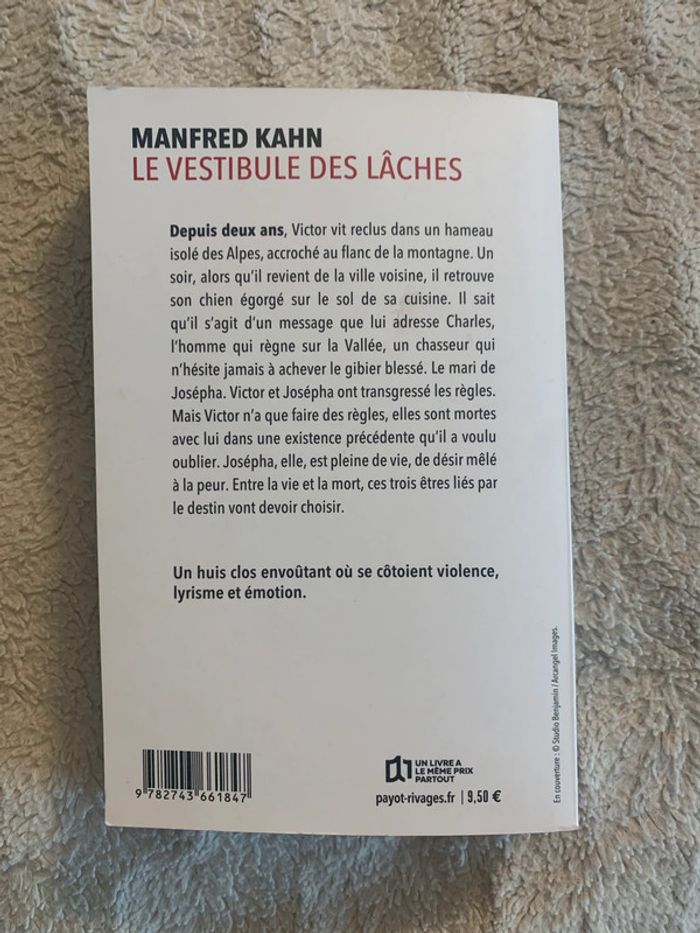 MANFRED KAHN
LE VESTIBULE DES LÂCHES
Depuis deux ans, Victor vit reclus dans un hameau
isolé des Alpes, accroché au flanc de la montagne. Un
soir, alors qu'il revient de la ville voisine, il retrouve
son chien égorgé sur le sol de sa cuisine. Il sait
qu'il s'agit d'un message que lui adresse Charles,
l'homme qui règne sur la Vallée, un chasseur qui
n'hésite jamais à achever le gibier blessé. Le mari de
Josépha. Victor et Josépha ont transgressé les règles.
Mais Victor n'a que faire des règles, elles sont mortes
avec lui dans une existence précédente qu'il a voulu
oublier. Josépha, elle, est pleine de vie, de désir mêlé
à la peur. Entre la vie et la mort, ces trois êtres liés par
le destin vont devoir choisir.
Un huis clos envoûtant où se côtoient violence,
lyrisme et émotion.
En couverture : © Studio Benjamin / Arcangel Images.
9 782743 661847
UN LIVRE A
LE MÊME PRIX
PARTOUT
payot-rivages.fr | 9,50 €